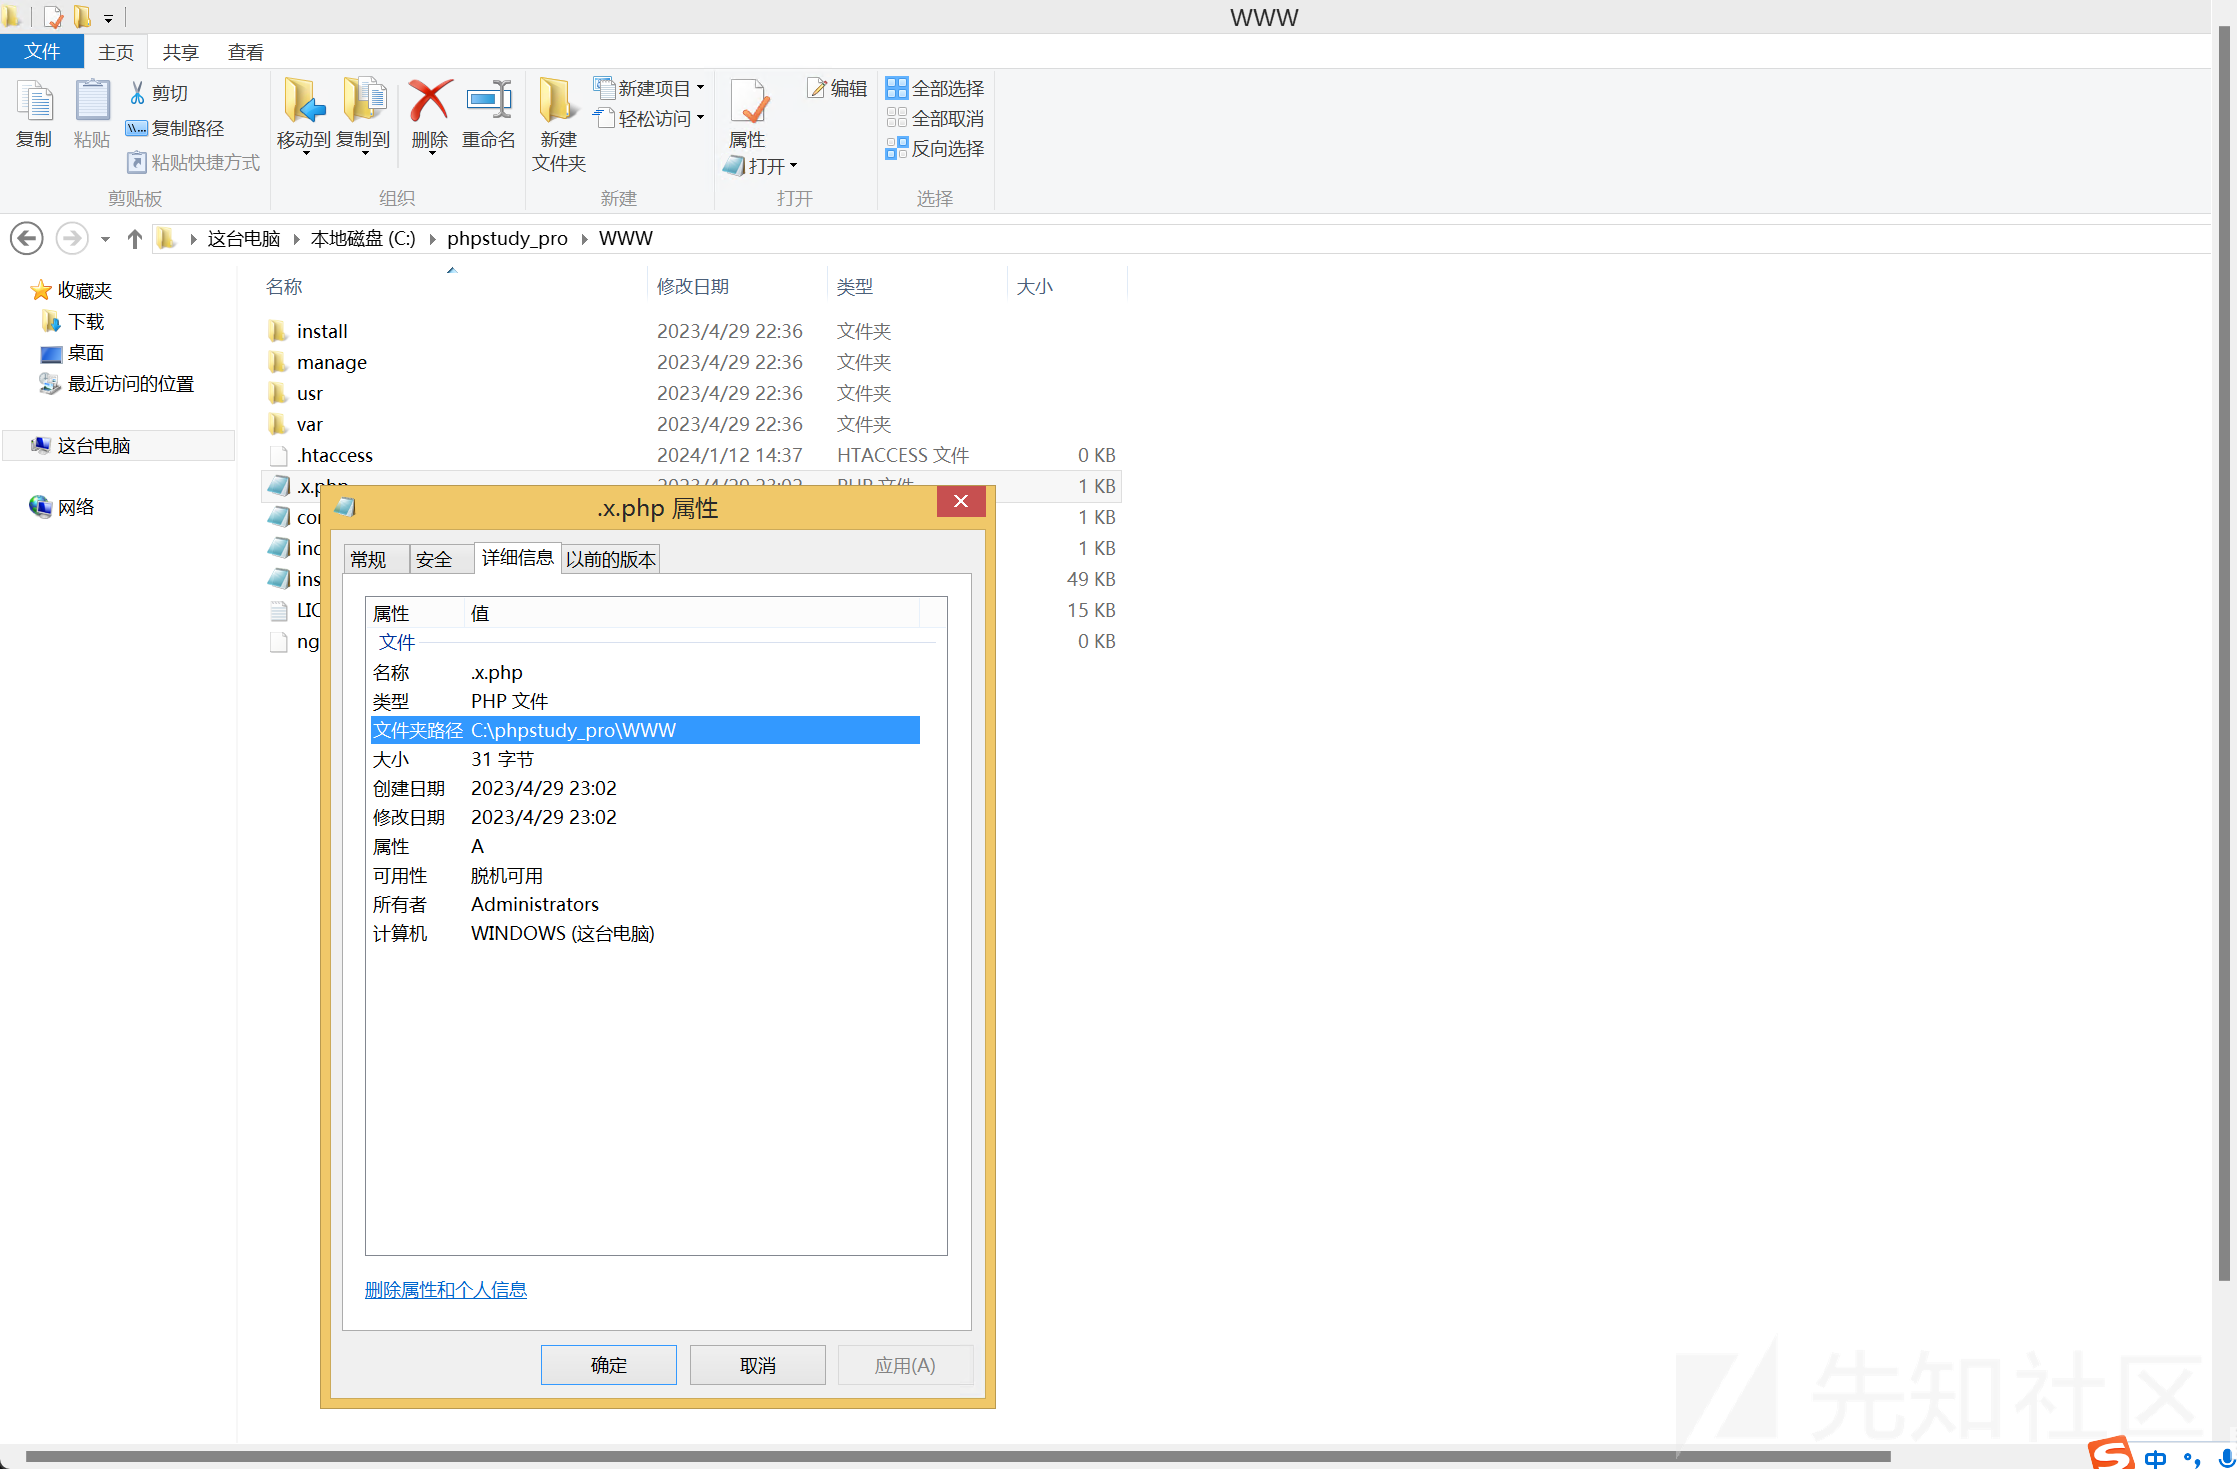 WWW
文件 主页 共享 查看
复制
粘贴
剪切
复制路径
粘贴快捷方式
剪贴板
移动到 复制到 删除 重命名
组织
新建
文件夹
新建项目
轻松访问
新建
属性
打开
编辑
打开
全部选择
全部取消
反向选择
选择
这台电脑 本地磁盘 (C:) phpstudy_pro WWW
收藏夹
下载
桌面
最近访问的位置
这台电脑
网络
名称 修改日期 类型 大小
install 2023/4/29 22:36 文件夹
manage 2023/4/29 22:36 文件夹
usr 2023/4/29 22:36 文件夹
var 2023/4/29 22:36 文件夹
.htaccess 2024/1/12 14:37 HTACCESS 文件 0 KB
.x.php 2023/4/29 23:02 PHP 文件 1 KB
1 KB
1 KB
ins 49 KB
LIC 15 KB
ng 0 KB
.x.php 属性
常规 安全 详细信息 以前的版本
属性 值
文件
名称 .x.php
类型 PHP 文件
文件夹路径 C:\phpstudy_pro\WWW
大小 31 字节
创建日期 2023/4/29 23:02
修改日期 2023/4/29 23:02
属性 A
可用性 脱机可用
所有者 Administrators
计算机 WINDOWS (这台电脑)
删除属性和个人信息
确定 取消 应用(A)
先知社区
中